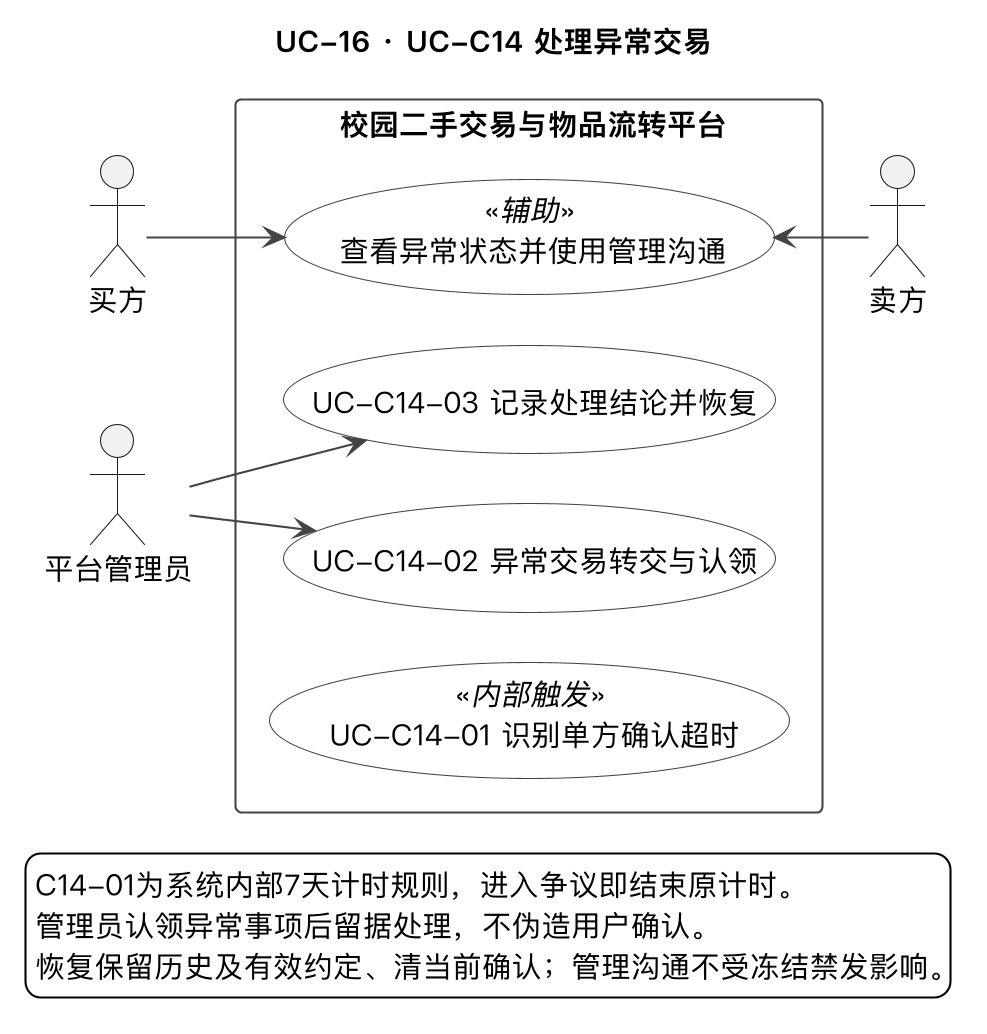 UC–16 · UC–C14 处理异常交易
校园二手交易与物品流转平台
«辅助»
查看异常状态并使用管理沟通
买方
卖方
UC–C14–03 记录处理结论并恢复
平台管理员
UC–C14–02 异常交易转交与认领
«内部触发»
UC–C14–01 识别单方确认超时
C14–01为系统内部7天计时规则，进入争议即结束原计时。
管理员认领异常事项后留据处理，不伪造用户确认。
恢复保留历史及有效约定、清当前确认；管理沟通不受冻结禁发影响。